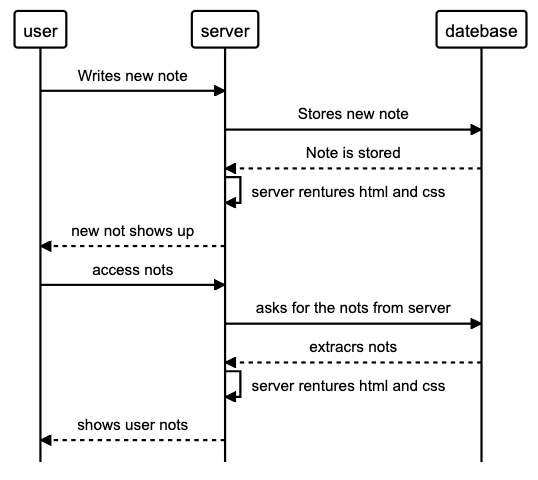 user
server
datebase
Writes new note
Stores new note
Note is stored
server rentures html and css
new not shows up
access nots
asks for the nots from server
extracrs nots
server rentures html and css
shows user nots